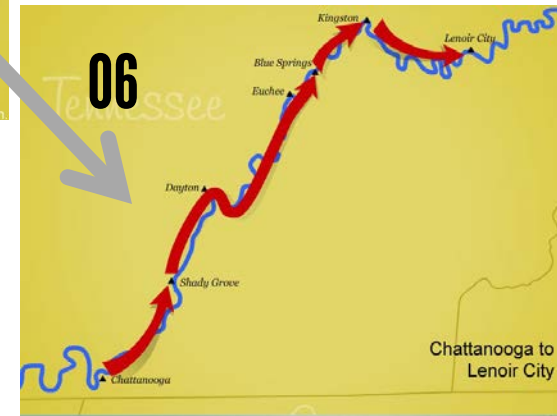 Kingston
Lenoir City
Blue Springs
06
Euchee
Tennessee
Dayton
Shady Grove
Chattanooga to
Lenoir City
Chattanooga